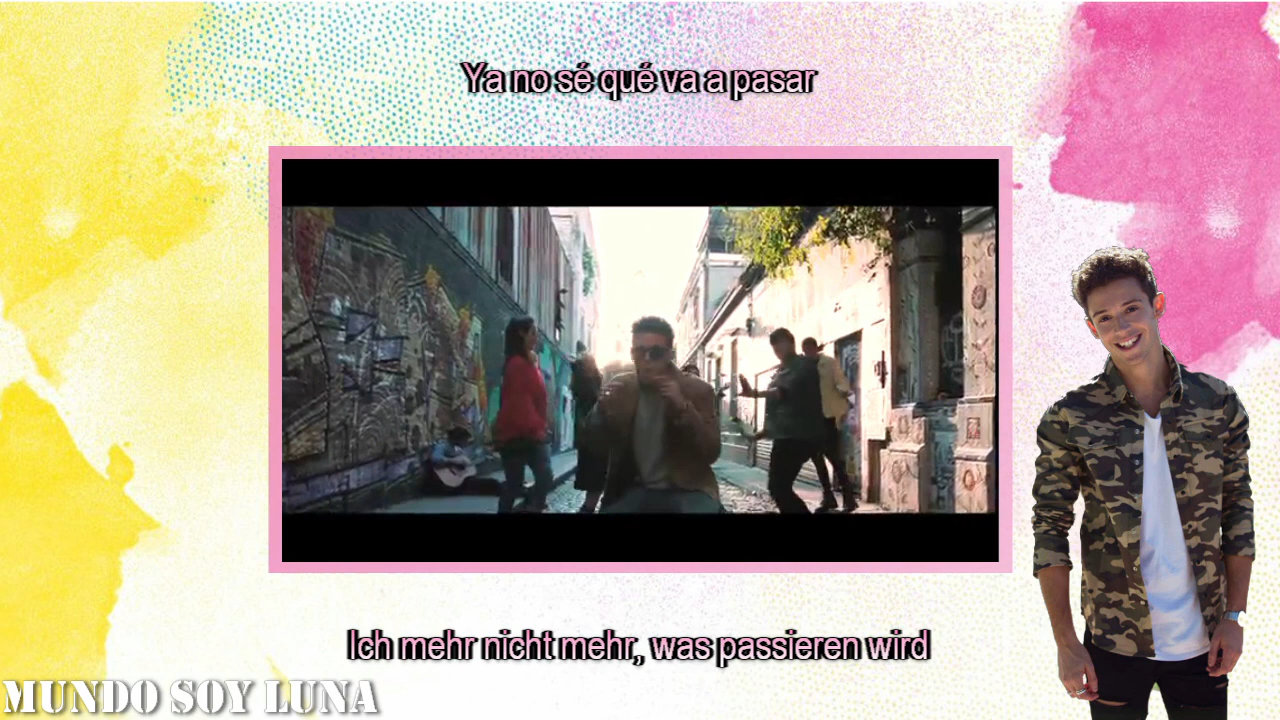 Ya no sé qué va a pasar
Ich mehr nicht mehr, was passieren wird
MUNDO SOY LUNA